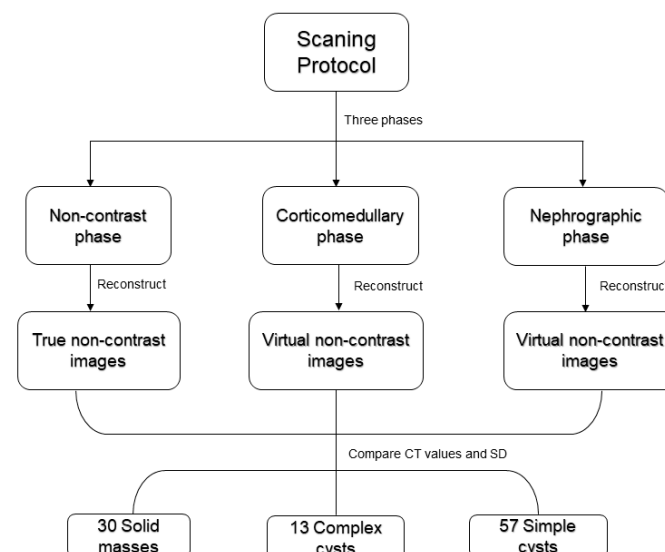 Scaning
Protocol
Three phases
Non-contrast
phase
Corticomedullary
phase
Nephrographic
phase
Reconstruct
Reconstruct
Reconstruc
True non-contrast
images
Virtual non-contrast
images
Virtual non-contrast
images
Compare CT values and SD
30 Solid
masses
13 Complex
cysts
57 Simple
cysts